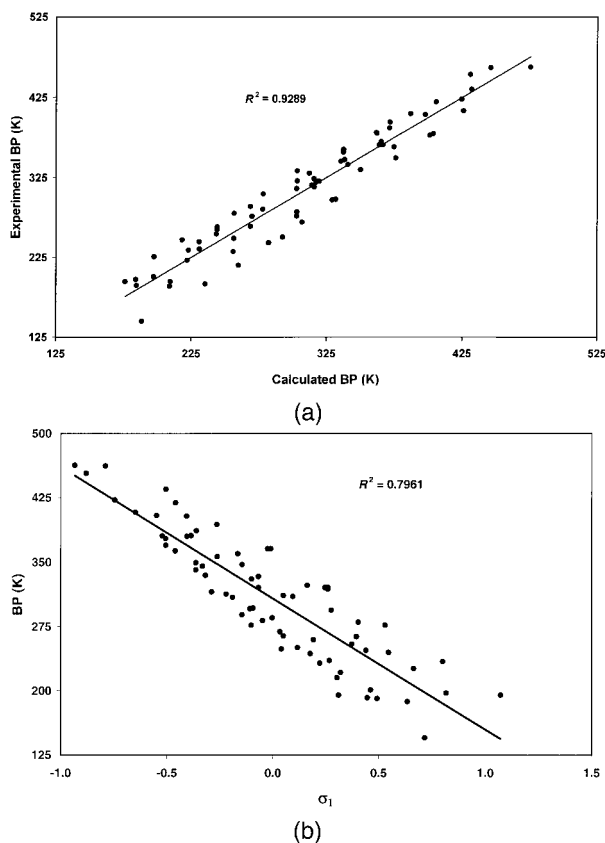 525
425
325
225
125
Experimental BP (K)
R² = 0.9289
125 225 325 425 525
Calculated BP (K)
(a)
500
425
350
275
200
125
BP (K)
R² = 0.7961
-1.0 -0.5 0.0 0.5 1.0 1.5
σ₁
(b)